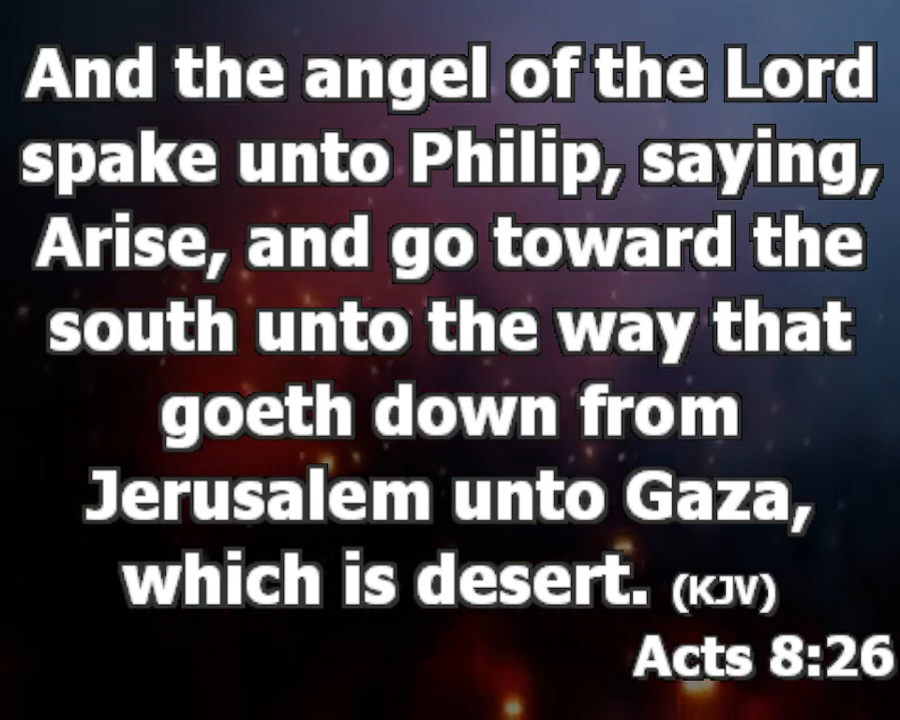 And the angel of the Lord
spake unto Philip, saying,
Arise, and go toward the
south unto the way that
goeth down from
Jerusalem unto Gaza,
which is desert. (KJV)
Acts 8:26